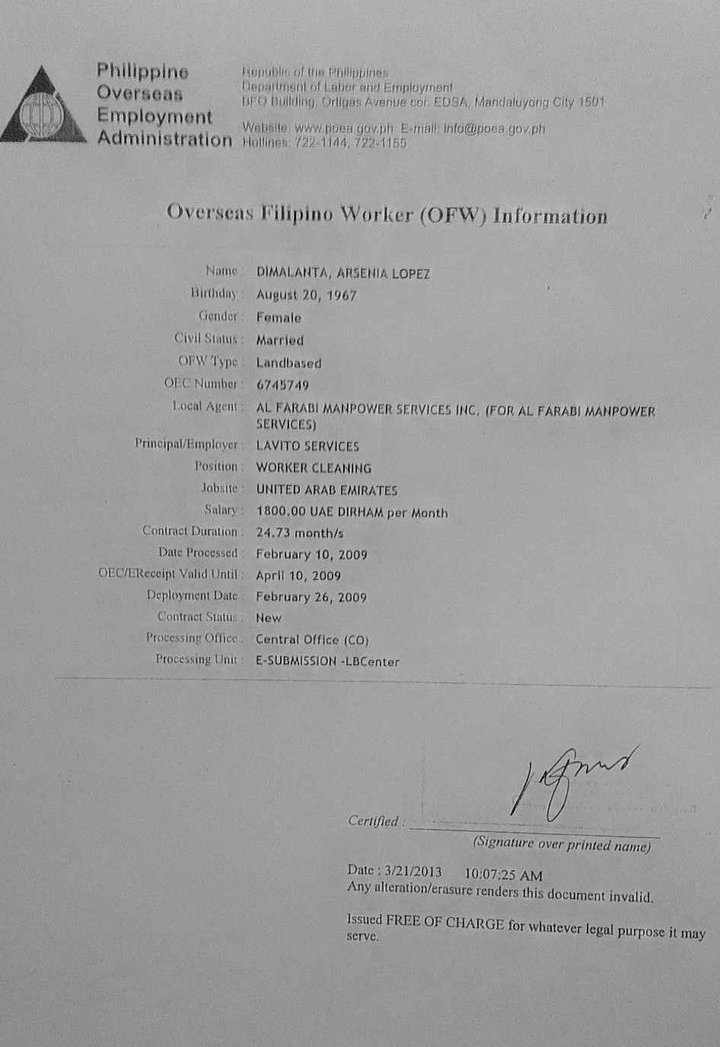 Philippine
Overseas
Employment
Administration
Republic of the Philippines
Department of Labor and Employment
BFO Building, Ortigas Avenue cor. EDSA, Mandaluyong City 1501
Website: www.poea.gov.ph E-mail: info@poea.gov.ph
Hotlines: 722-1144, 722-1155
Overseas Filipino Worker (OFW) Information
Name : DIMALANTA, ARSENIA LOPEZ
Birthday : August 20, 1967
Gender : Female
Civil Status : Married
OFW Type : Landbased
OEC Number : 6745749
Local Agent : AL FARABI MANPOWER SERVICES INC. (FOR AL FARABI MANPOWER
SERVICES)
Principal/Employer : LAVITO SERVICES
Position : WORKER CLEANING
Jobsite : UNITED ARAB EMIRATES
Salary : 1800.00 UAE DIRHAM per Month
Contract Duration : 24.73 month/s
Date Processed : February 10, 2009
OEC/EReceipt Valid Until : April 10, 2009
Deployment Date : February 26, 2009
Contract Status : New
Processing Office : Central Office (CO)
Processing Unit : E-SUBMISSION -LBCenter
Certified :
(Signature over printed name)
Date : 3/21/2013 10:07:25 AM
Any alteration/erasure renders this document invalid.
Issued FREE OF CHARGE for whatever legal purpose it may
serve.